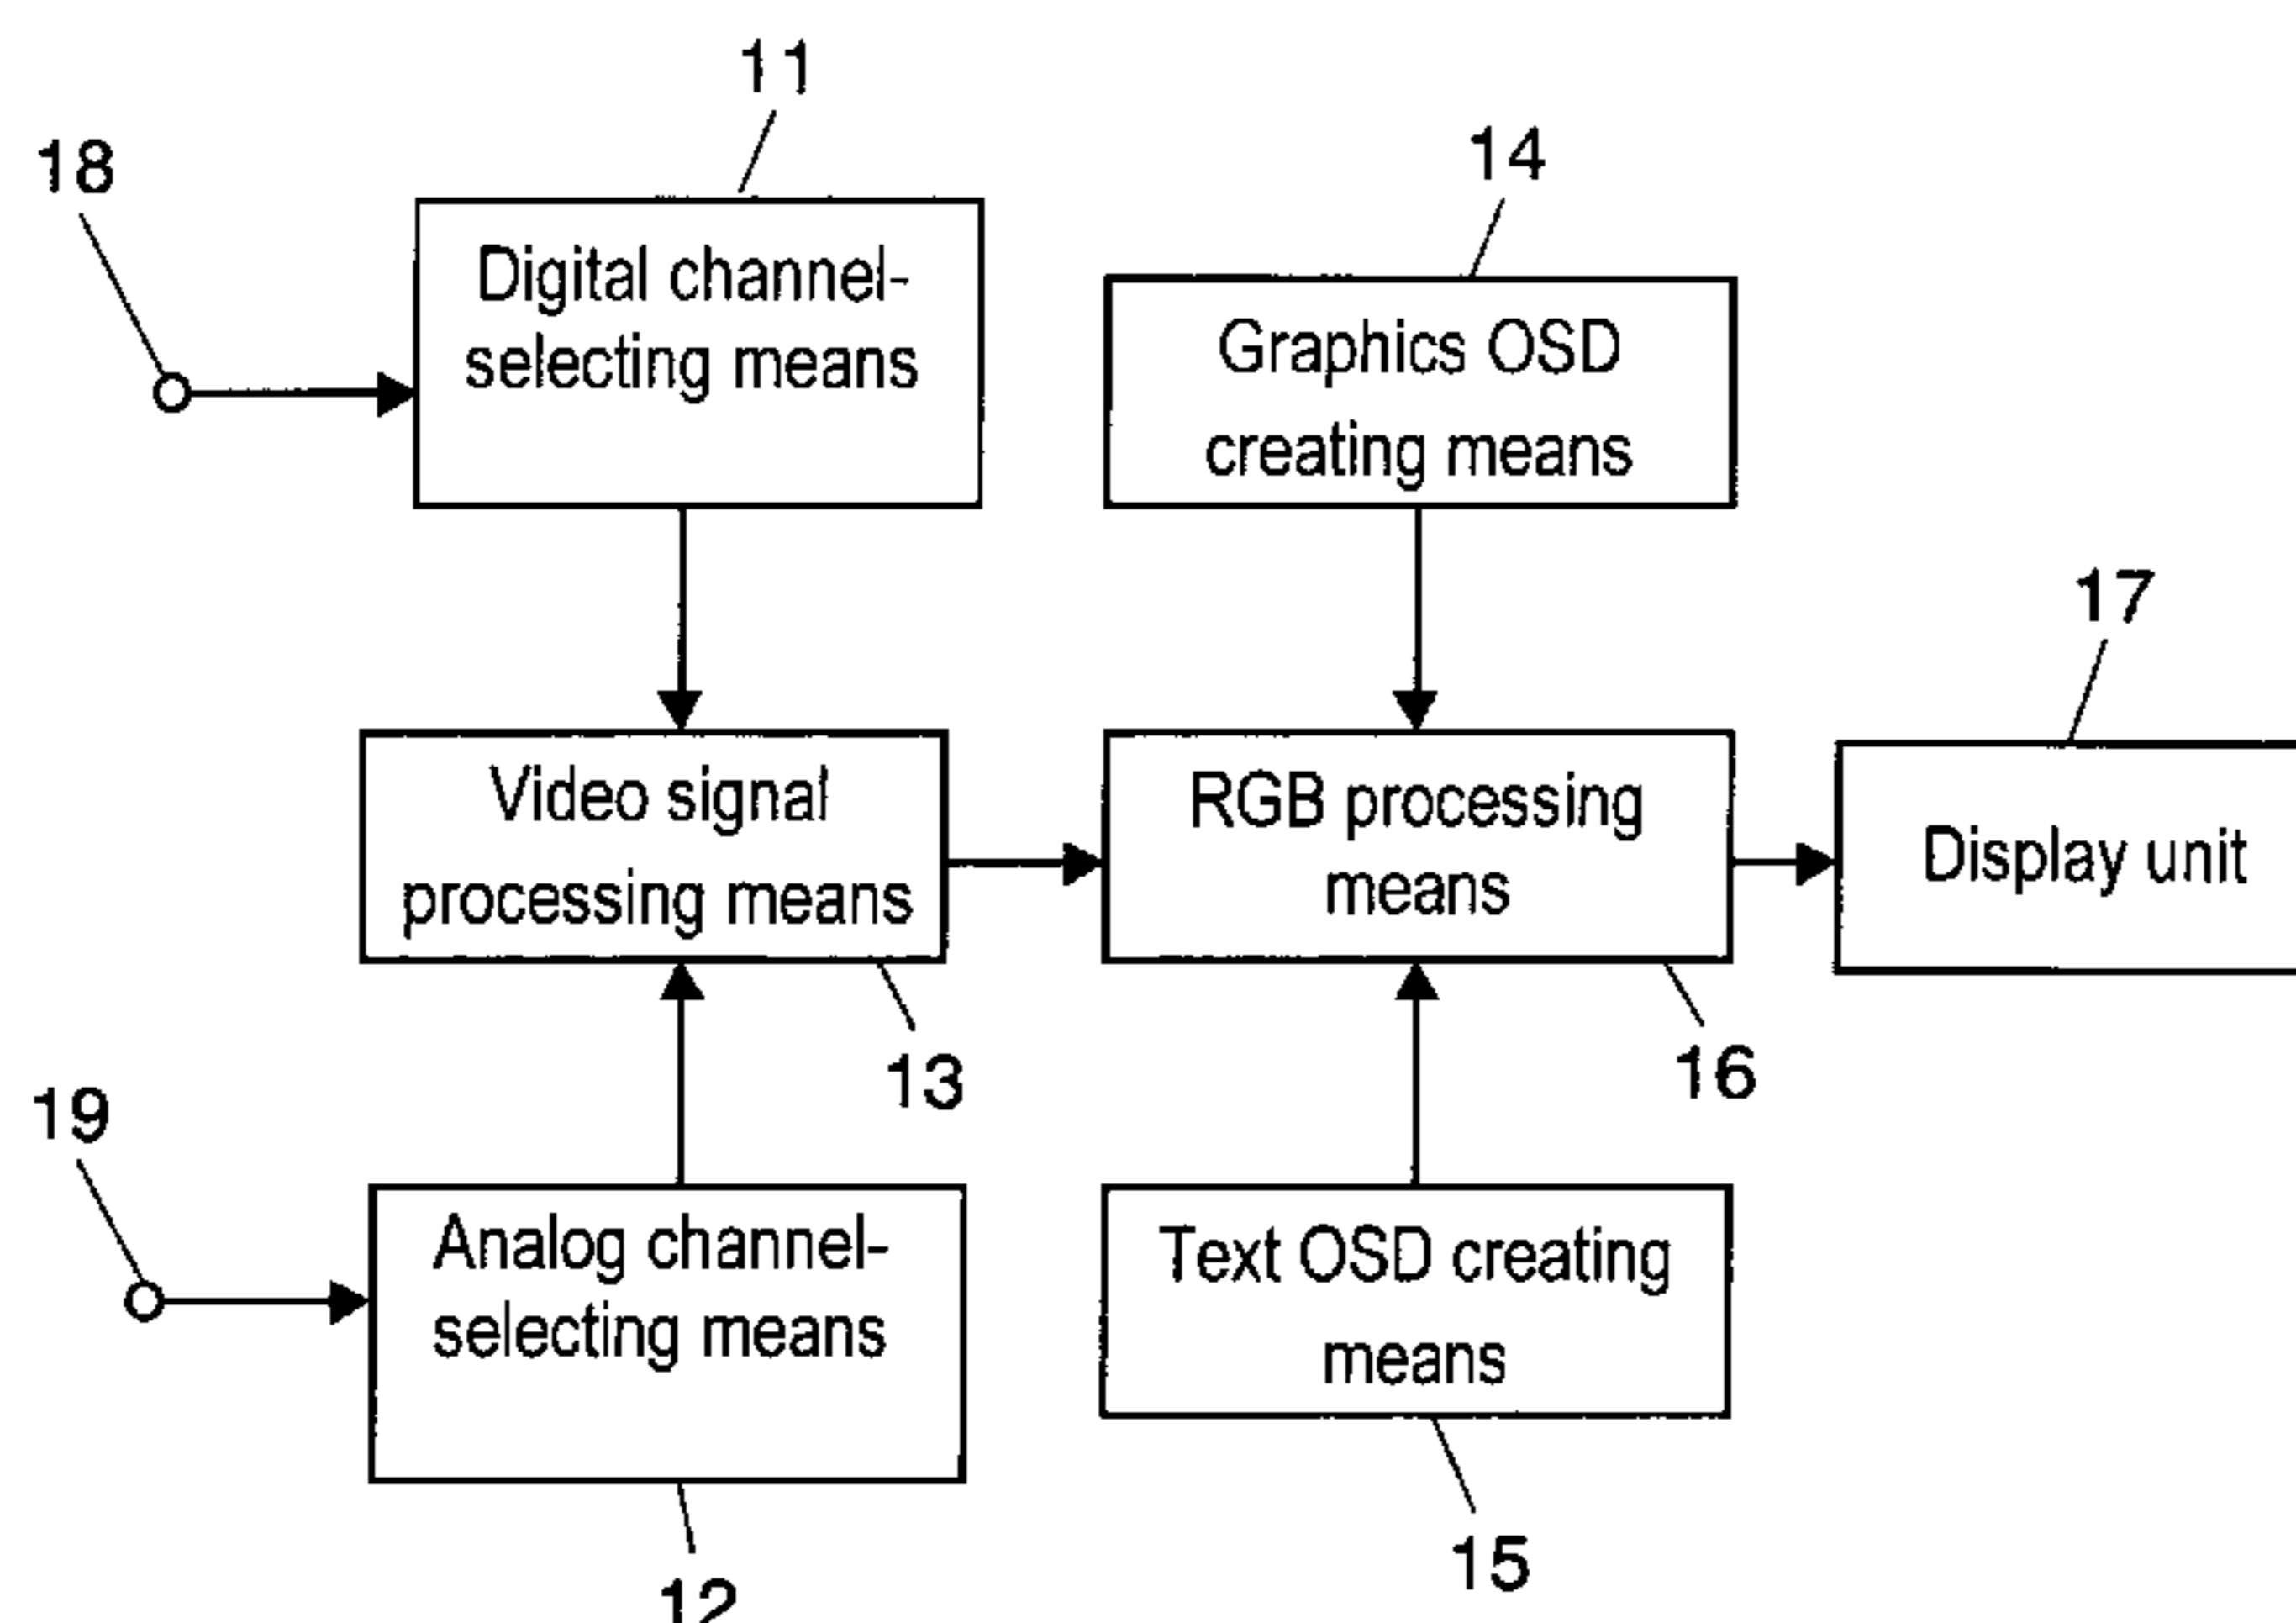 11
18
14
Digital channel-
selecting means
Graphics OSD
creating means
17
Video signal
processing means
RGB processing
means
Display unit
13
16
19
Analog channel-
selecting means
Text OSD creating
means
15
12